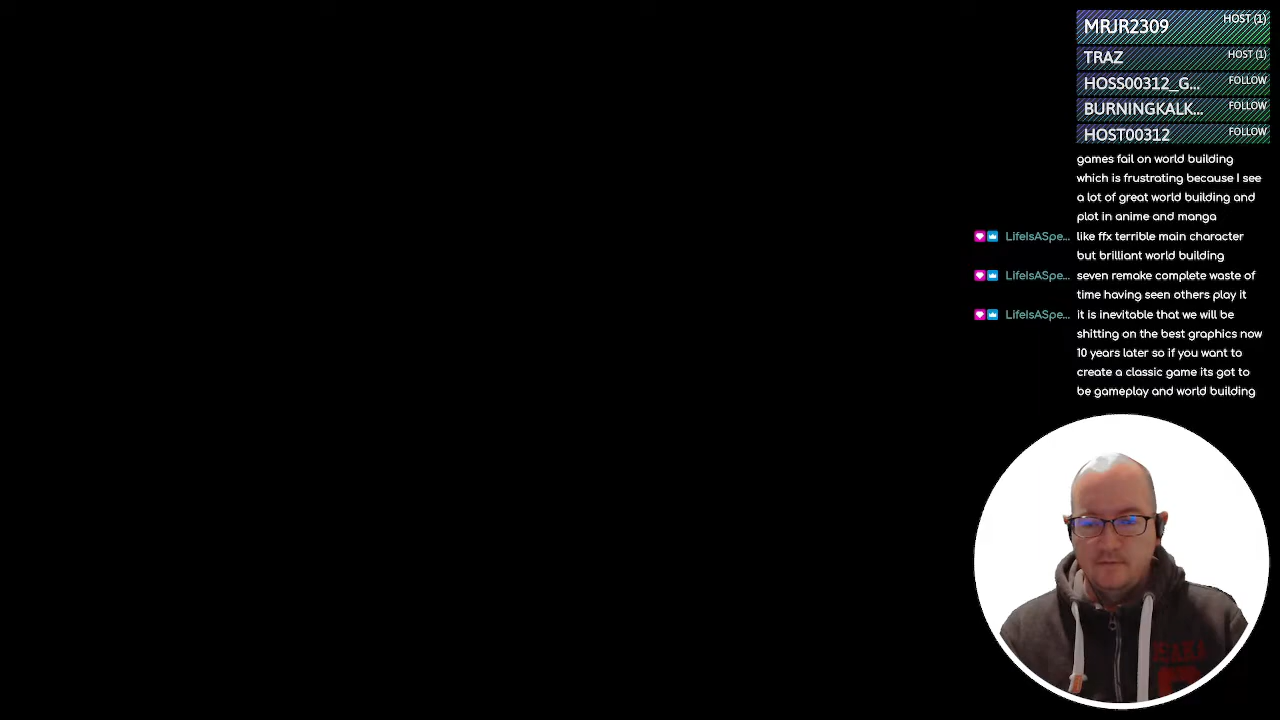 MRJR2309 HOST (1)
TRAZ HOST (1)
HOSS00312_G... FOLLOW
BURNINGKALK... FOLLOW
HOST00312 FOLLOW
games fail on world building
which is frustrating because I see
a lot of great world building and
plot in anime and manga
LifeIsASpe... like ffx terrible main character
but brilliant world building
LifeIsASpe... seven remake complete waste of
time having seen others play it
LifeIsASpe... it is inevitable that we will be
shitting on the best graphics now
10 years later so if you want to
create a classic game its got to
be gameplay and world building